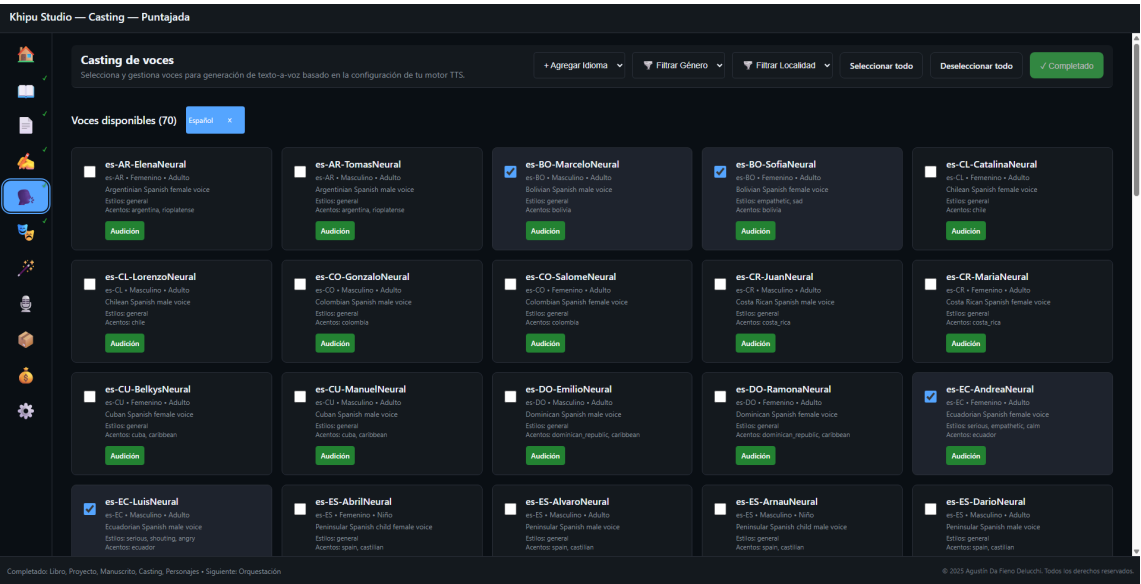 Khipu Studio — Casting — Puntajada
Casting de voces
Selecciona y gestiona voces para generación de texto-a-voz basado en la configuración de tu motor TTS.
+ Agregar Idioma
Filtrar Género
Filtrar Localidad
Seleccionar todo
Deseleccionar todo
✓ Completado
Voces disponibles (70)
Español x
es-AR-ElenaNeural
es-AR • Femenino • Adulto
Argentinian Spanish female voice
Estilos: general
Acentos: argentina, rioplatense
Audición
es-AR-TomasNeural
es-AR • Masculino • Adulto
Argentinian Spanish male voice
Estilos: general
Acentos: argentina, rioplatense
Audición
es-BO-MarceloNeural
es-BO • Masculino • Adulto
Bolivian Spanish male voice
Estilos: general
Acentos: bolivia
Audición
es-BO-SofiaNeural
es-BO • Femenino • Adulto
Bolivian Spanish female voice
Estilos: empathetic, sad
Acentos: bolivia
Audición
es-CL-CatalinaNeural
es-CL • Femenino • Adulto
Chilean Spanish female voice
Estilos: general
Acentos: chile
Audición
es-CL-LorenzoNeural
es-CL • Masculino • Adulto
Chilean Spanish male voice
Estilos: general
Acentos: chile
Audición
es-CO-GonzaloNeural
es-CO • Masculino • Adulto
Colombian Spanish male voice
Estilos: general
Acentos: colombia
Audición
es-CO-SalomeNeural
es-CO • Femenino • Adulto
Colombian Spanish female voice
Estilos: general
Acentos: colombia
Audición
es-CR-JuanNeural
es-CR • Masculino • Adulto
Costa Rican Spanish male voice
Estilos: general
Acentos: costa_rica
Audición
es-CR-MariaNeural
es-CR • Femenino • Adulto
Costa Rican Spanish female voice
Estilos: general
Acentos: costa_rica
Audición
es-CU-BelkysNeural
es-CU • Femenino • Adulto
Cuban Spanish female voice
Estilos: general
Acentos: cuba, caribbean
Audición
es-CU-ManuelNeural
es-CU • Masculino • Adulto
Cuban Spanish male voice
Estilos: general
Acentos: cuba, caribbean
Audición
es-DO-EmilioNeural
es-DO • Masculino • Adulto
Dominican Spanish male voice
Estilos: general
Acentos: dominican_republic, caribbean
Audición
es-DO-RamonaNeural
es-DO • Femenino • Adulto
Dominican Spanish female voice
Estilos: general
Acentos: dominican_republic, caribbean
Audición
es-EC-AndreaNeural
es-EC • Femenino • Adulto
Ecuadorian Spanish female voice
Estilos: serious, empathetic, calm
Acentos: ecuador
Audición
es-EC-LuisNeural
es-EC • Masculino • Adulto
Ecuadorian Spanish male voice
Estilos: serious, shouting, angry
Acentos: ecuador
es-ES-AbrilNeural
es-ES • Femenino • Niño
Peninsular Spanish child female voice
Estilos: general
Acentos: spain, castilian
es-ES-AlvaroNeural
es-ES • Masculino • Adulto
Peninsular Spanish male voice
Estilos: general
Acentos: spain, castilian
es-ES-ArnauNeural
es-ES • Masculino • Niño
Peninsular Spanish child male voice
Estilos: general
Acentos: spain, castilian
es-ES-DarioNeural
es-ES • Masculino • Adulto
Peninsular Spanish male voice
Estilos: general
Acentos: spain, castilian
Completado: Libro, Proyecto, Manuscrito, Casting, Personajes • Siguiente: Orquestación
© 2025 Agustín Da Fieno Delucchi. Todos los derechos reservados.